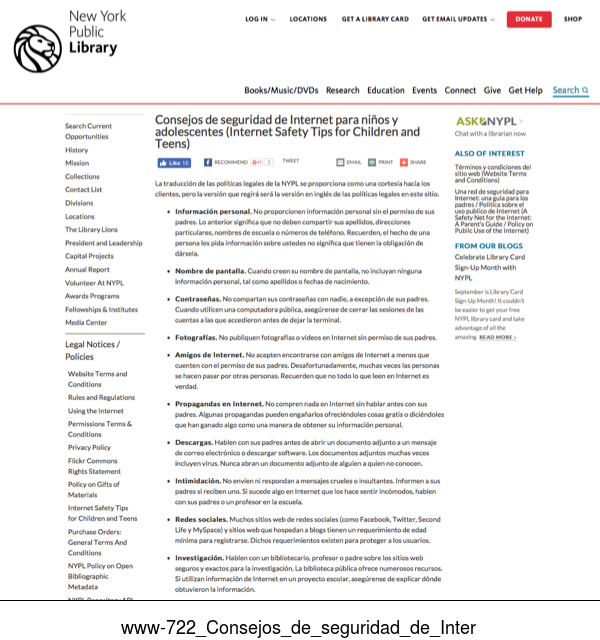 New York
Public
Library
LOG IN
LOCATIONS
GET A LIBRARY CARD
GET EMAIL UPDATES
DONATE
SHOP
Books/Music/DVDs
Research
Education
Events
Connect
Give
Get Help
Search
Search Current
Opportunities
History
Mission
Collections
Contact List
Divisions
Locations
The Library Lions
President and Leadership
Capital Projects
Annual Report
Volunteer At NYPL
Awards Programs
Fellowships & Institutes
Media Center
Legal Notices /
Policies
Website Terms and
Conditions
Rules and Regulations
Using the Internet
Permissions Terms &
Conditions
Privacy Policy
Flickr Commons
Rights Statement
Policy on Gifts of
Materials
Internet Safety Tips
for Children and Teens
Purchase Orders:
General Terms And
Conditions
NYPL Policy on Open
Bibliographic
Metadata
Consejos de seguridad de Internet para niños y
adolescentes (Internet Safety Tips for Children and
Teens)
Like 10
RECOMMEND
TWEET
EMAIL
PRINT
SHARE
La traducción de las políticas legales de la NYPL se proporciona como una cortesía hacia los
clientes, pero la versión que regirá será la versión en inglés de las políticas legales en este sitio.
• Información personal. No proporcionen información personal sin el permiso de sus
padres. Lo anterior significa que no deben compartir sus apellidos, direcciones
particulares, nombres de escuela o números de teléfono. Recuerden, el hecho de una
persona les pida información sobre ustedes no significa que tienen la obligación de
dársela.
• Nombre de pantalla. Cuando creen su nombre de pantalla, no incluyan ninguna
información personal, tal como apellidos o fechas de nacimiento.
• Contraseñas. No compartan sus contraseñas con nadie, a excepción de sus padres.
Cuando utilicen una computadora pública, asegúrense de cerrar las sesiones de las
cuentas a las que accedieron antes de dejar la terminal.
• Fotografías. No publiquen fotografías o videos en Internet sin permiso de sus padres.
• Amigos de Internet. No acepten encontrarse con amigos de Internet a menos que
cuenten con el permiso de sus padres. Desafortunadamente, muchas veces las personas
se hacen pasar por otras personas. Recuerden que no todo lo que leen en Internet es
verdad.
• Propagandas en Internet. No compren nada en Internet sin hablar antes con sus
padres. Algunas propagandas pueden engañarlos ofreciéndoles cosas gratis o diciéndoles
que han ganado algo como una manera de obtener su información personal.
• Descargas. Hablen con sus padres antes de abrir un documento adjunto a un mensaje
de correo electrónico o descargar software. Los documentos adjuntos muchas veces
incluyen virus. Nunca abran un documento adjunto de alguien a quien no conocen.
• Intimidación. No envíen ni respondan a mensajes crueles o insultantes. Informen a sus
padres si reciben uno. Si sucede algo en Internet que los hace sentir incómodos, hablen
con sus padres o un profesor en la escuela.
• Redes sociales. Muchos sitios web de redes sociales (como Facebook, Twitter, Second
Life y MySpace) y sitios web que hospedan a blogs tienen un requerimiento de edad
mínima para registrarse. Dichos requerimientos existen para proteger a los usuarios.
• Investigación. Hablen con un bibliotecario, profesor o padre sobre los sitios web
seguros y exactos para la investigación. La biblioteca pública ofrece numerosos recursos.
Si utilizan información de Internet en un proyecto escolar, asegúrense de explicar dónde
obtuvieron la información.
ASK NYPL >
Chat with a librarian now
ALSO OF INTEREST
Términos y condiciones del
sitio web (Website Terms
and Conditions)
Una red de seguridad para
Internet: una guía para los
padres / Política sobre el
uso publico de Internet (A
Safety Net for the Internet:
A Parent's Guide / Policy on
Public Use of the Internet)
FROM OUR BLOGS
Celebrate Library Card
Sign-Up Month with
NYPL
September is Library Card
Sign-Up Month! It couldn't
be easier to get your free
NYPL library card and take
advantage of all the
amazing READ MORE ›
www-722_Consejos_de_seguridad_de_Inter